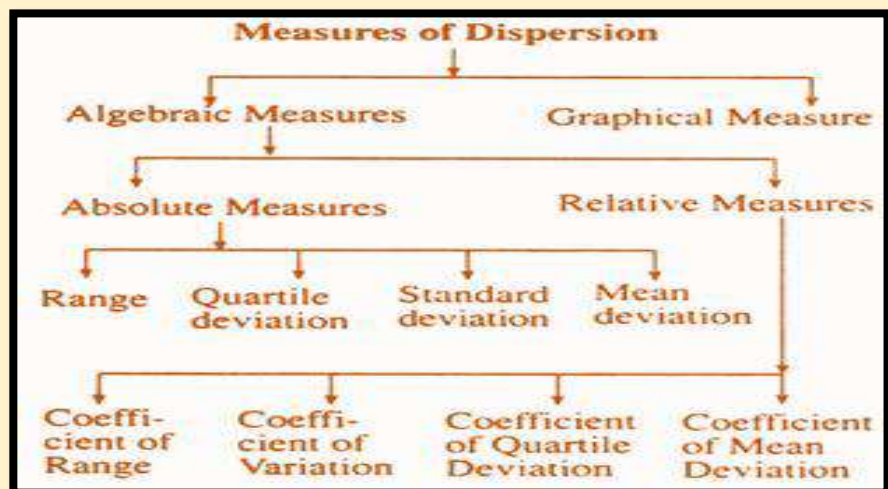 Measures of Dispersion
Algebraic Measures
Graphical Measure
Absolute Measures
Relative Measures
Range
Quartile
deviation
Standard
deviation
Mean
deviation
Coeffi-
cient of
Range
Coeffi-
cient of
Variation
Coefficient
of Quartile
Deviation
Coefficient
of Mean
Deviation